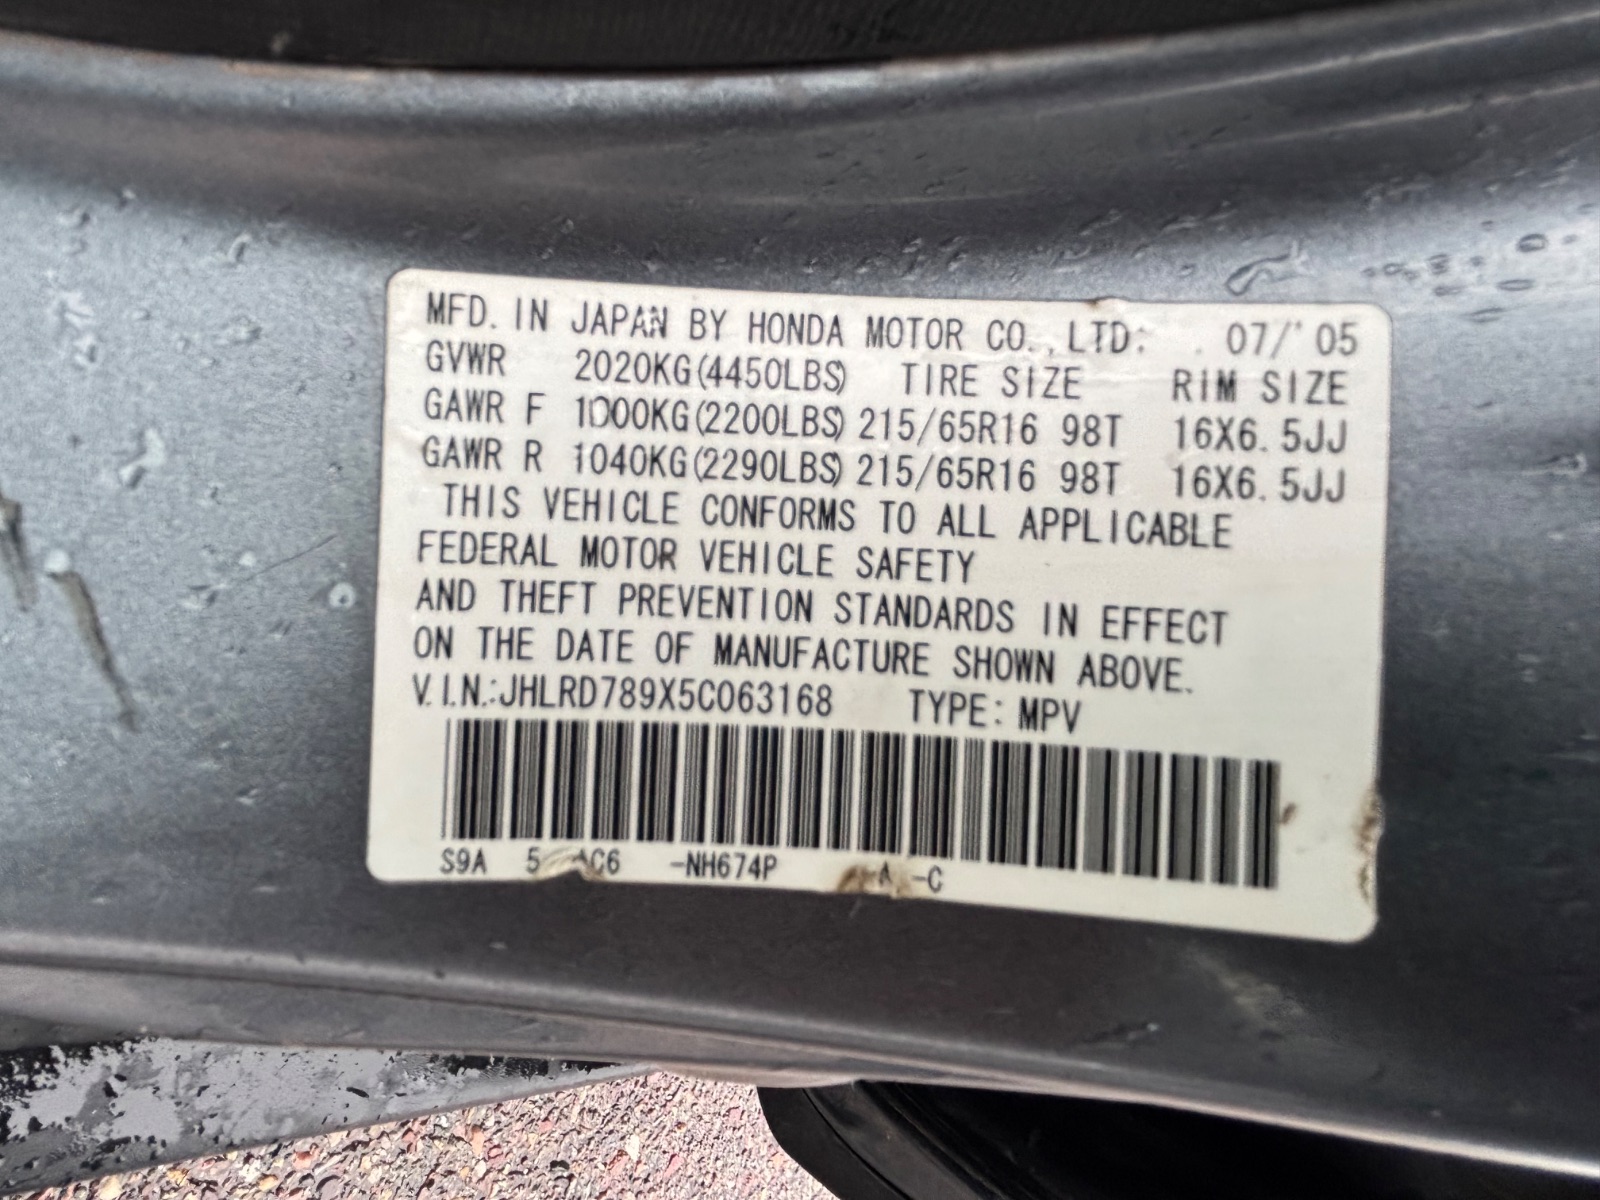 MFD. IN JAPAN BY HONDA MOTOR CO., LTD: 07/'05
GVWR 2020KG(4450LBS) TIRE SIZE RIM SIZE
GAWR F 1000KG(2200LBS) 215/65R16 98T 16X6.5JJ
GAWR R 1040KG(2290LBS) 215/65R16 98T 16X6.5JJ
THIS VEHICLE CONFORMS TO ALL APPLICABLE
FEDERAL MOTOR VEHICLE SAFETY
AND THEFT PREVENTION STANDARDS IN EFFECT
ON THE DATE OF MANUFACTURE SHOWN ABOVE.
V.I.N.:JHLRD789X5C063168 TYPE: MPV
S9A 5 AC6 -NH674P A -C